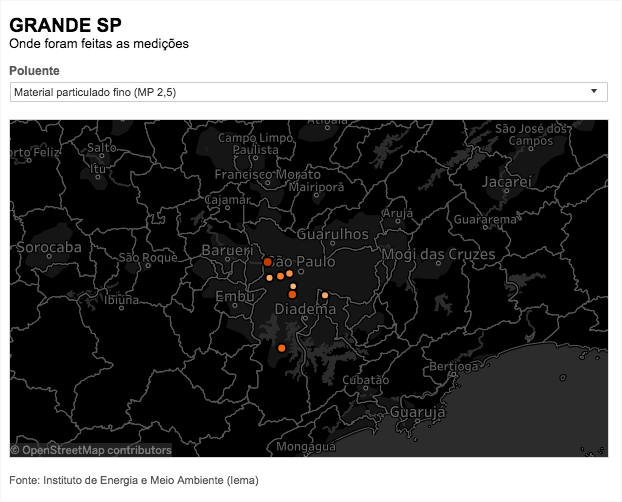 GRANDE SP
Onde foram feitas as medições
Poluente
Material particulado fino (MP 2,5)
Atibaia
São José dos
Campos
Campo Limpo
Paulista
Salto
Itu
Francisco Morato
Mairiporã
Jacareí
Cajamar
Arujá
Guararema
Guarulhos
Sorocaba
São Roque
Barueri
São Paulo
Mogi das Cruzes
Ibiúna
Embu
Diadema
Bertioga
Cubatão
Guarujá
Mongaguá
© OpenStreetMap contributors
Fonte: Instituto de Energia e Meio Ambiente (Iema)